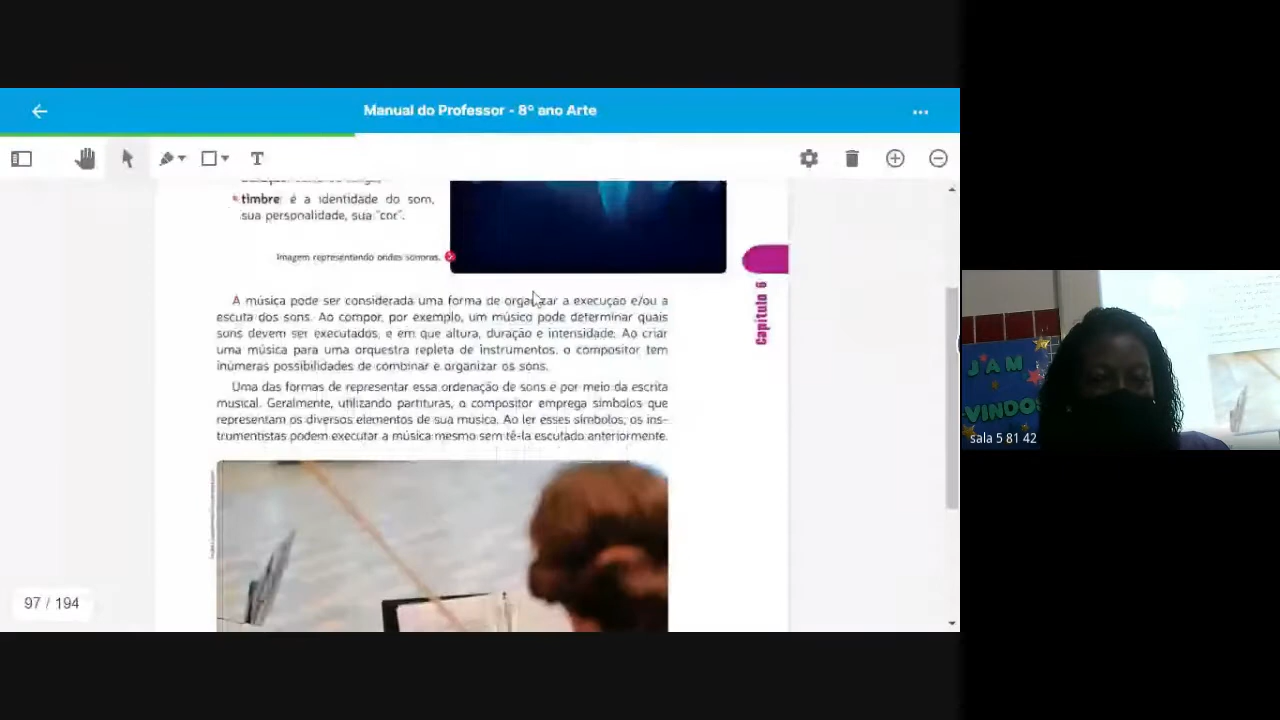 Manual do Professor - 8º ano Arte
T
timbre: é a identidade do som,
sua personalidade, sua "cor".
Imagem representando ondas sonoras.
A música pode ser considerada uma forma de organizar a execução e/ou a
escuta dos sons. Ao compor, por exemplo, um músico pode determinar quais
sons devem ser executados, e em que altura, duração e intensidade. Ao criar
uma música para uma orquestra repleta de instrumentos, o compositor tem
inúmeras possibilidades de combinar e organizar os sons.
Uma das formas de representar essa ordenação de sons é por meio da escrita
musical. Geralmente, utilizando partituras, o compositor emprega símbolos que
representam os diversos elementos de sua música. Ao ler esses símbolos, os ins-
trumentistas podem executar a música mesmo sem tê-la escutado anteriormente.
Capítulo 6
97 / 194
JAM
VINDO
sala 5 81 42